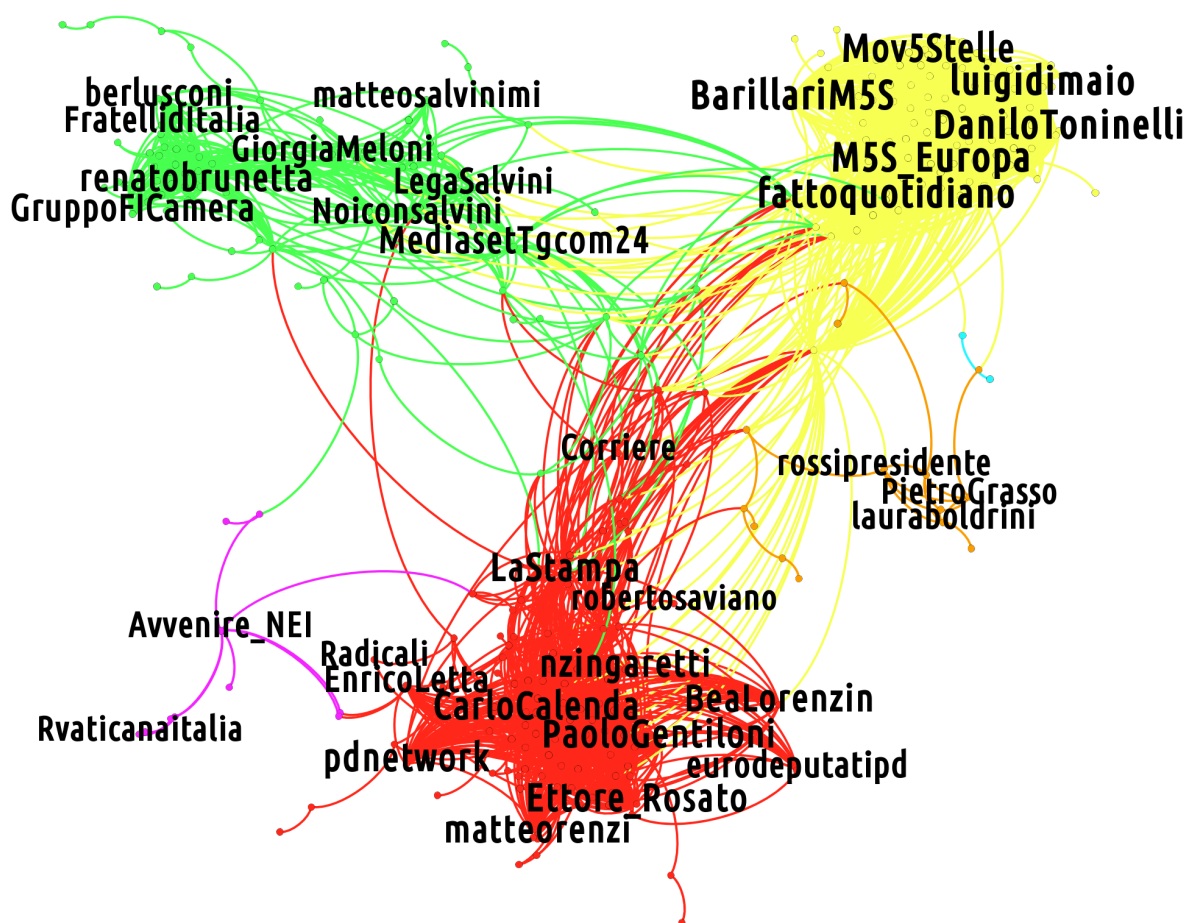 Mov5Stelle
luigidimaio
BarillariM5S
DaniloToninelli
M5S_Europa
fattoquotidiano
berlusconi
matteosalvinimi
FratellidItalia
GiorgiaMeloni
renatobrunetta
LegaSalvini
GruppoFICamera
Noiconsalvini
MediasetTgcom24
Corriere
rossipresidente
PietroGrasso
lauraboldrini
LaStampa
robertosaviano
Avvenire_NEI
Radicali
nzingaretti
EnricoLetta
CarloCalenda
BeaLorenzin
Rvaticanaitalia
PaoloGentiloni
pdnetwork
eurodeputatipd
Ettore_Rosato
matteorenzi